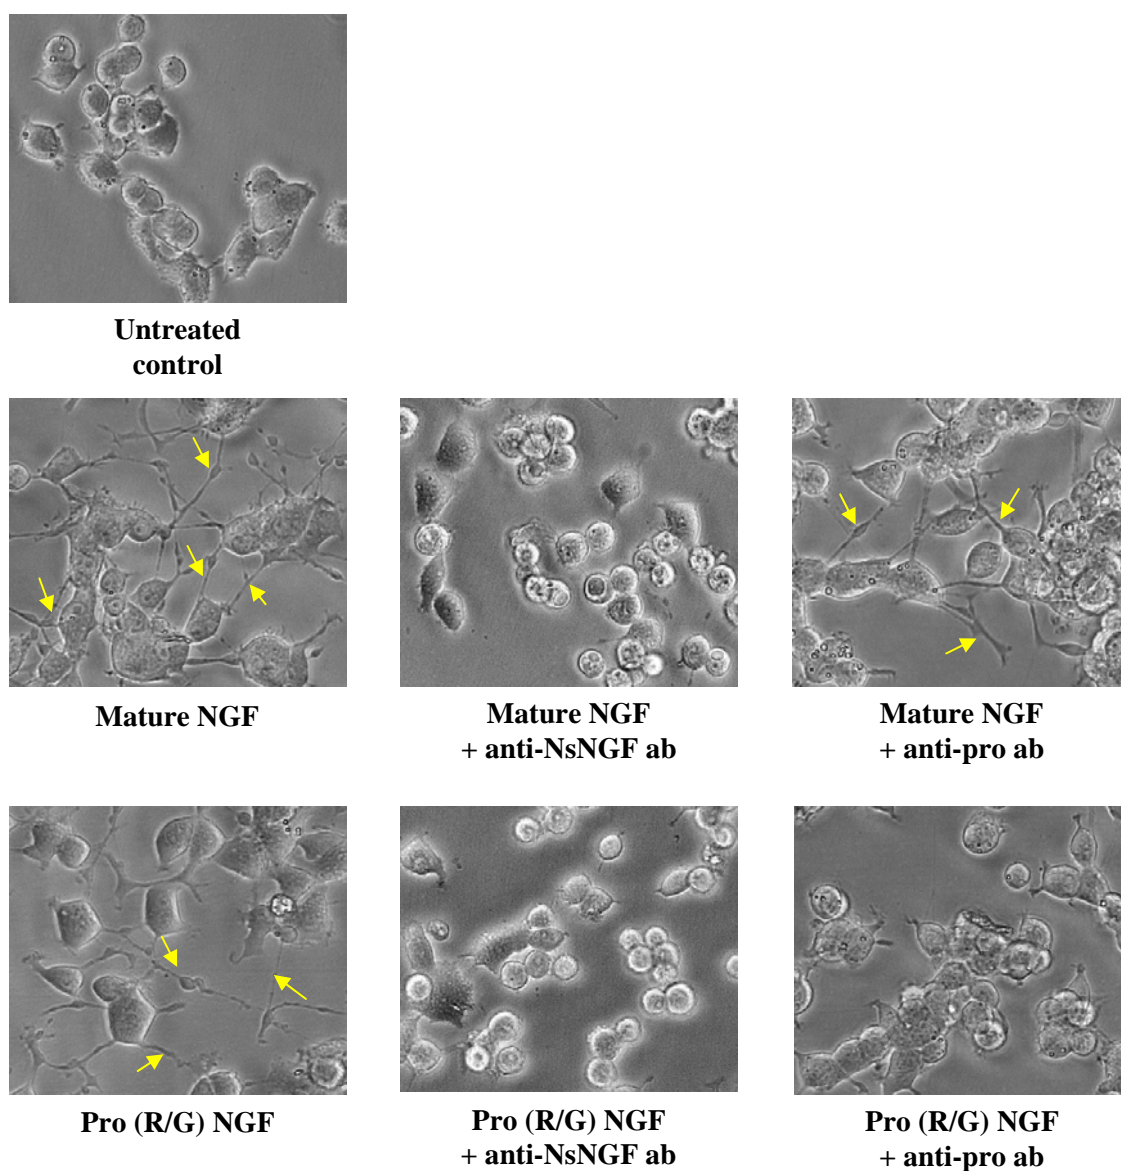 Untreated
control
Mature NGF
Mature NGF
+ anti-NsNGF ab
Mature NGF
+ anti-pro ab
Pro (R/G) NGF
Pro (R/G) NGF
+ anti-NsNGF ab
Pro (R/G) NGF
+ anti-pro ab